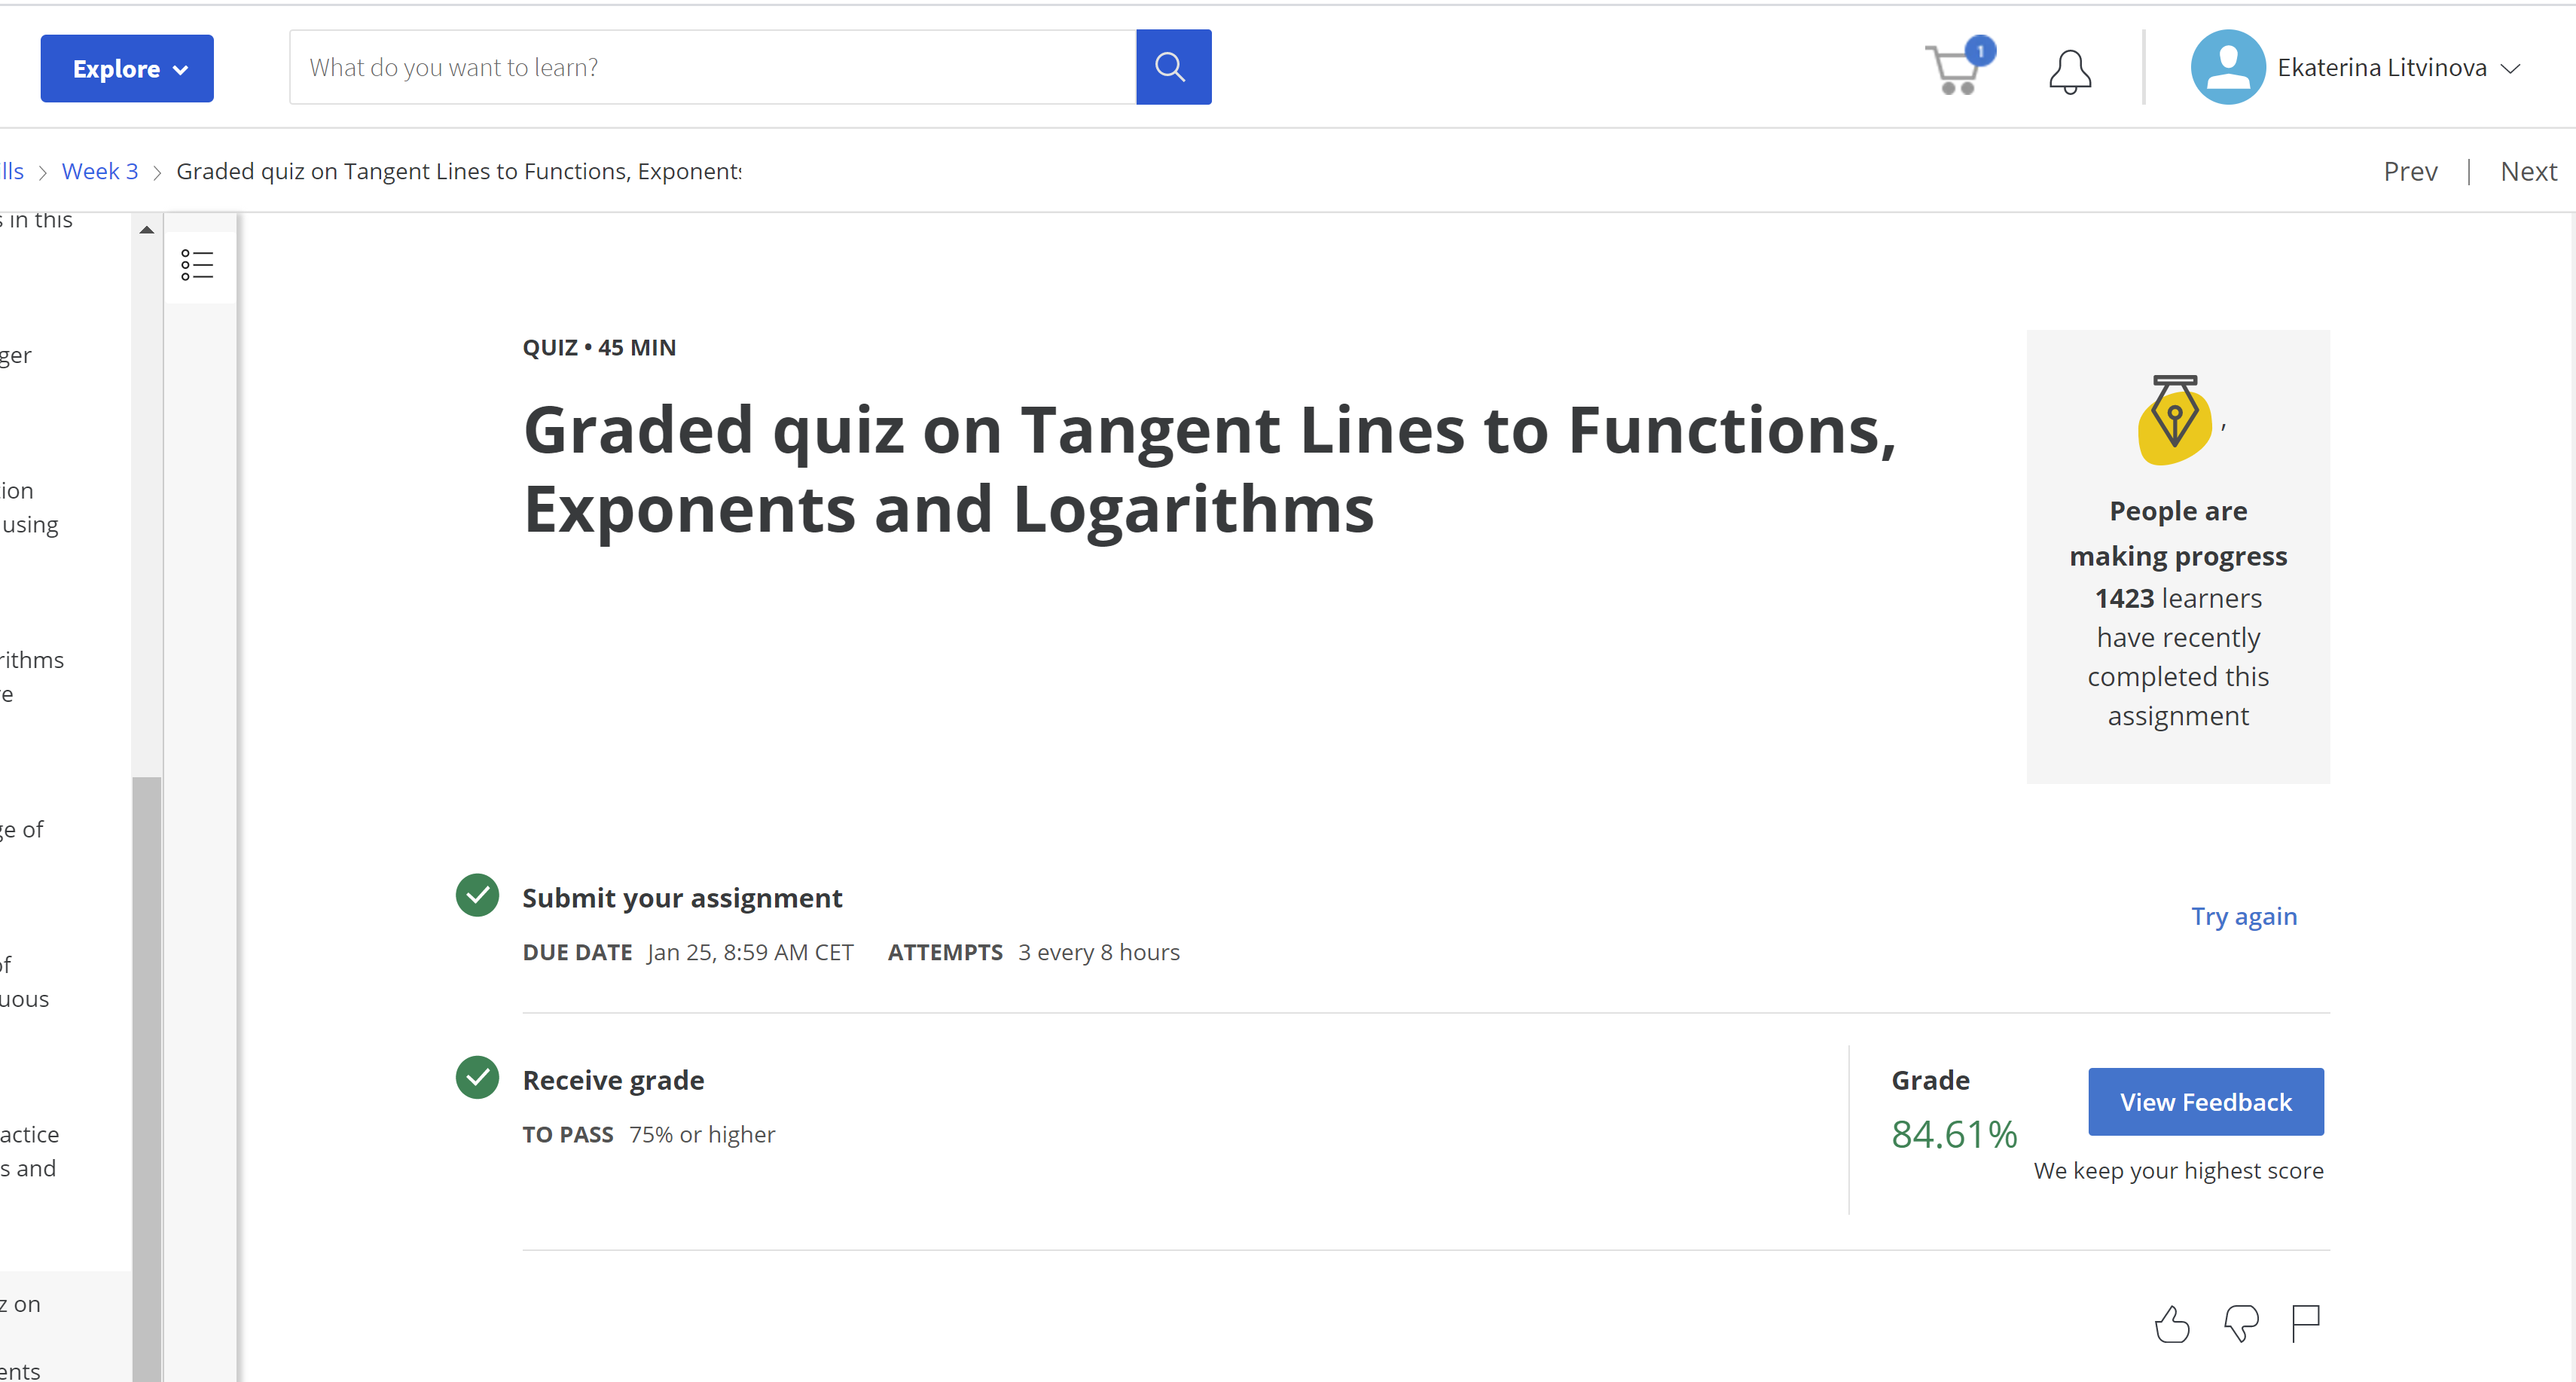 Explore
What do you want to learn?
1
Ekaterina Litvinova
lls > Week 3 > Graded quiz on Tangent Lines to Functions, Exponents
Prev | Next
s in this
ger
ion
using
rithms
e
ge of
of
uous
actice
s and
z on
ents
QUIZ • 45 MIN
Graded quiz on Tangent Lines to Functions,
Exponents and Logarithms
,
People are
making progress
1423 learners
have recently
completed this
assignment
Submit your assignment
Try again
DUE DATE Jan 25, 8:59 AM CET ATTEMPTS 3 every 8 hours
Receive grade
TO PASS 75% or higher
Grade
84.61%
View Feedback
We keep your highest score